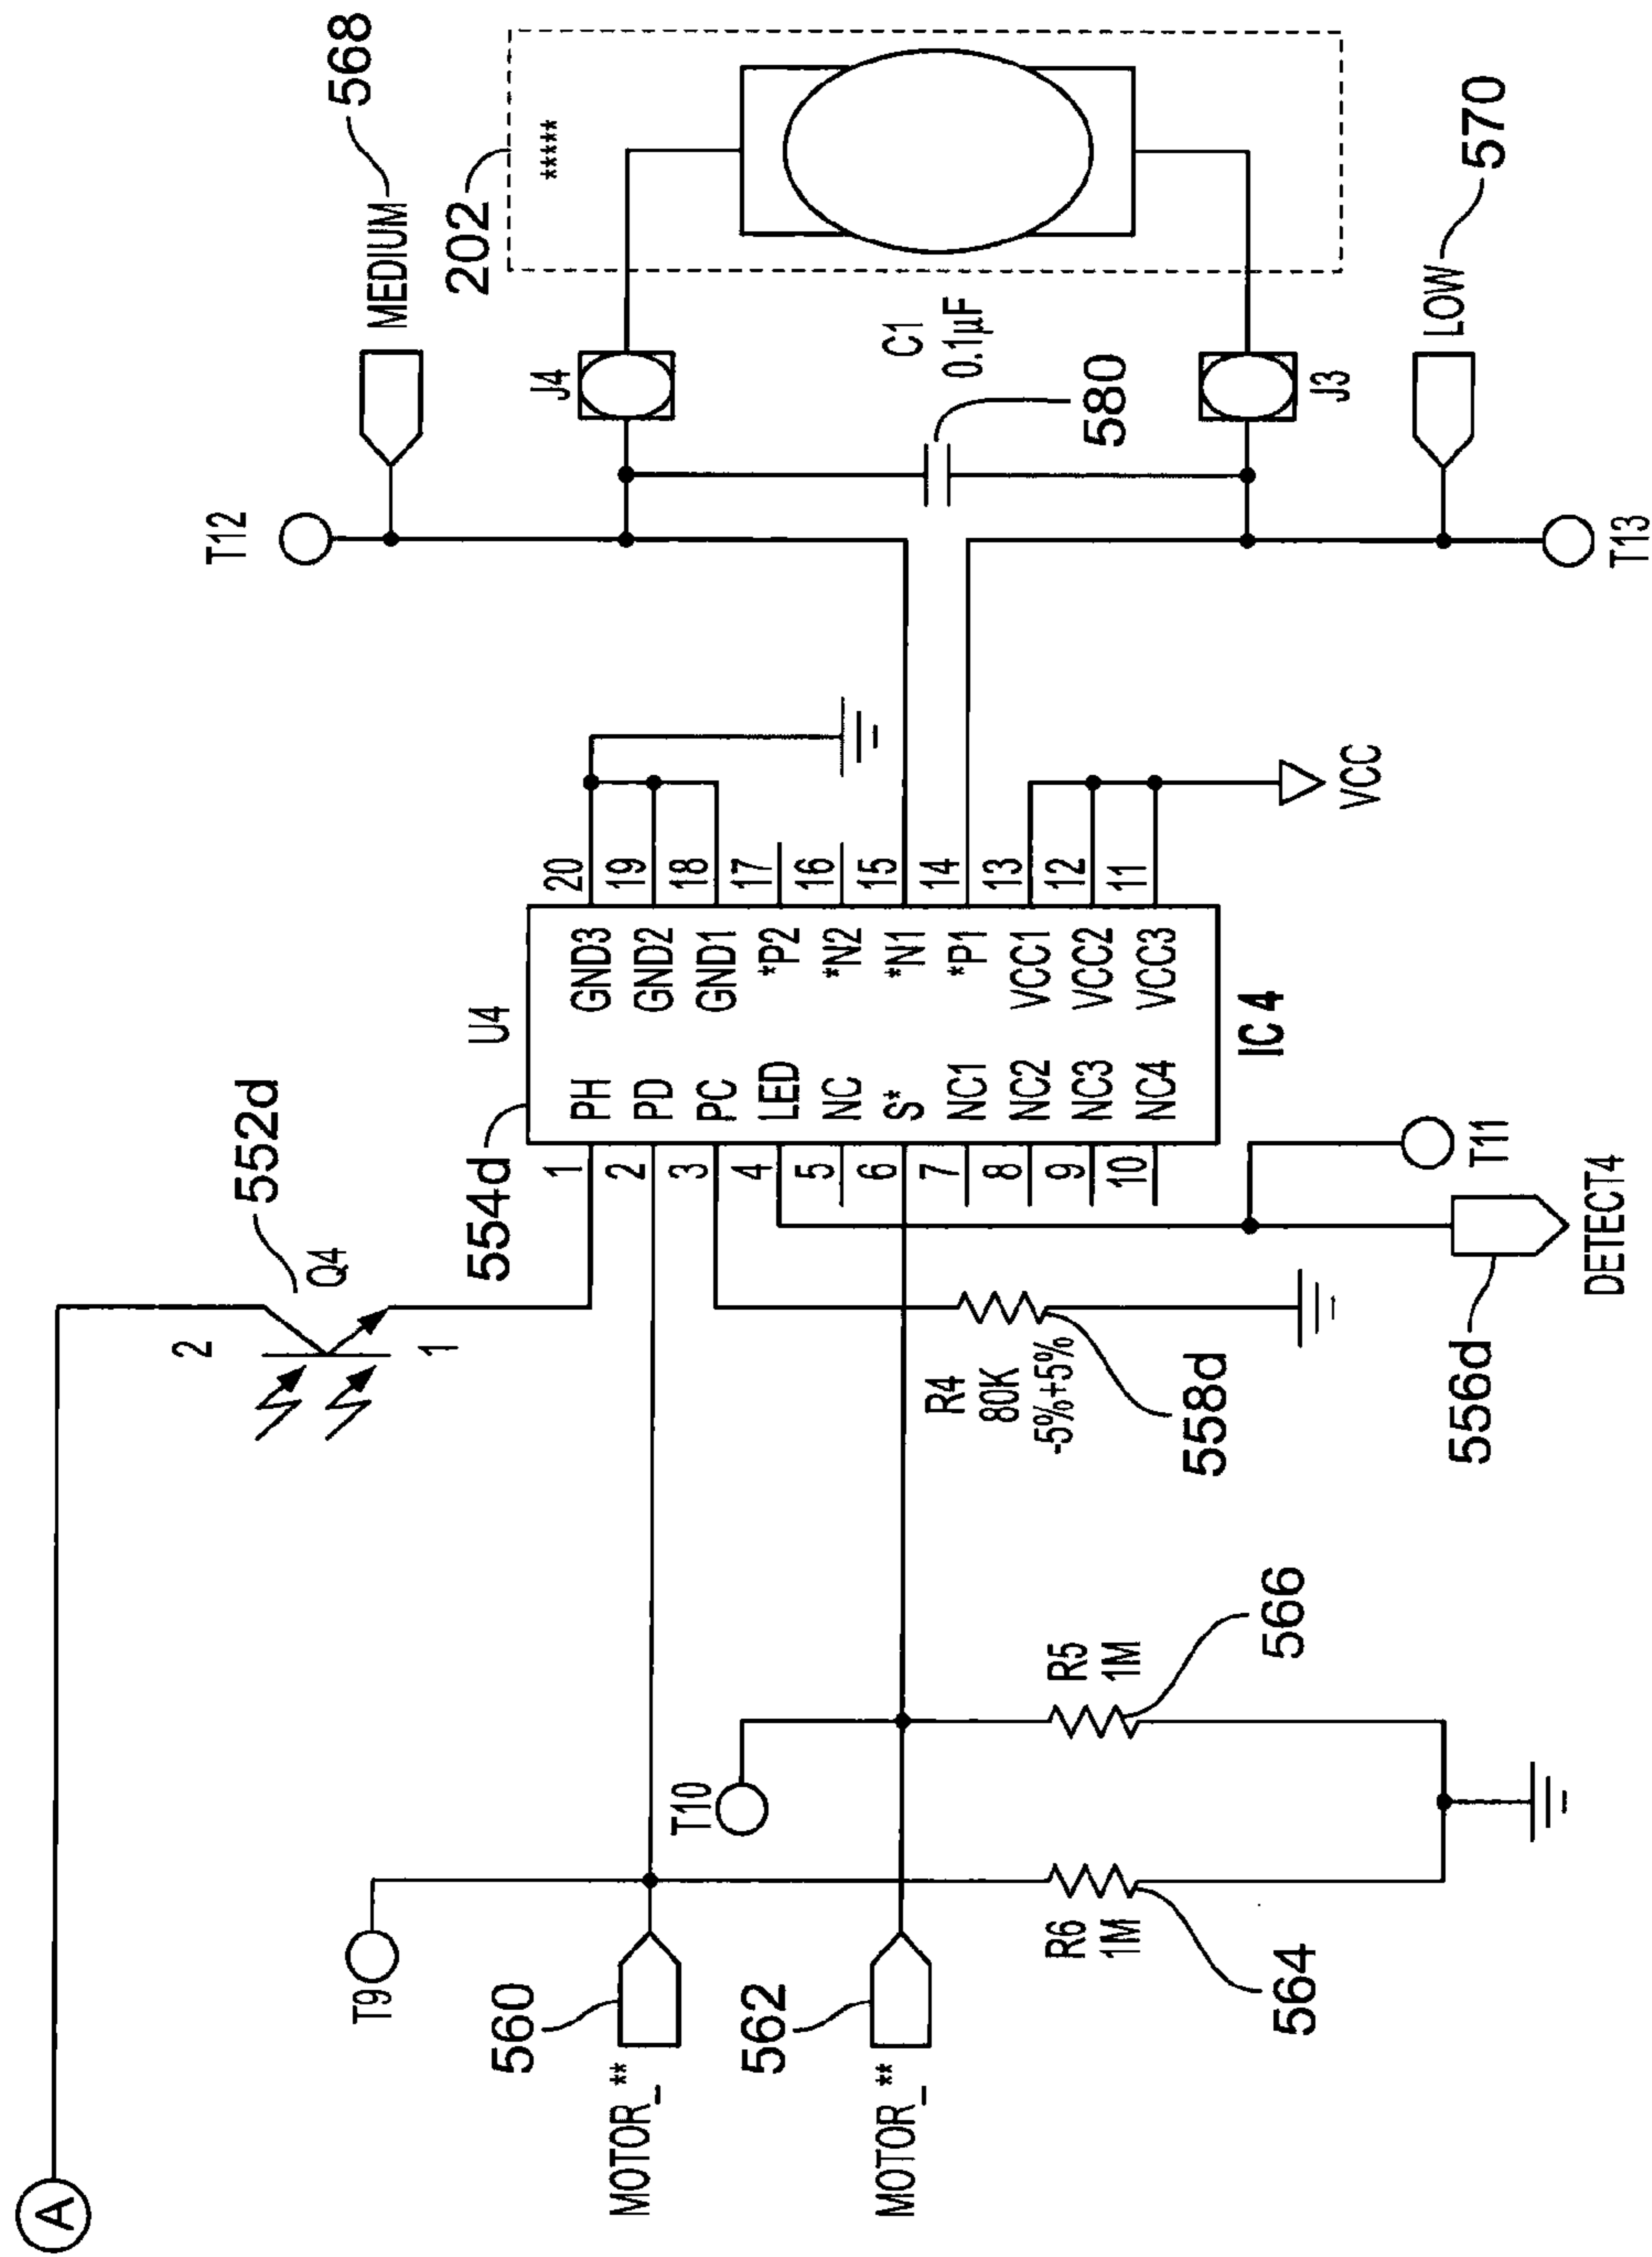 A
T9
560
MOTOR_**
562
MOTOR_**
T10
R6
1M
564
R5
1M
566
2
Q4
1
552d
R4
80K
-5%+5%
558d
554d
U4
1 PH GND3 20
2 PD GND2 19
3 PC GND1 18
4 LED *P2 17
5 NC *N2 16
6 S* *N1 15
7 NC1 *P1 14
8 NC2 VCC1 13
9 NC3 VCC2 12
10 NC4 VCC3 11
IC 4
T11
556d
DETECT4
VCC
T12
MEDIUM
568
J4
202
*****
C1
0.1µF
580
J3
LOW
570
T13